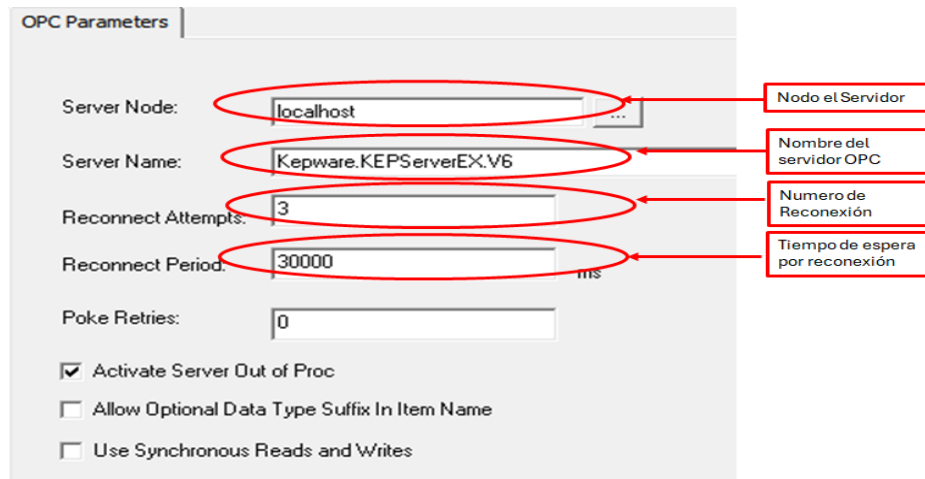 OPC Parameters
Server Node:
localhost
...
Nodo el Servidor
Server Name:
Kepware.KEPServerEX.V6
Nombre del
servidor OPC
Reconnect Attempts:
3
Numero de
Reconexión
Reconnect Period:
30000
ms
Tiempo de espera
por reconexión
Poke Retries:
0
Activate Server Out of Proc
Allow Optional Data Type Suffix In Item Name
Use Synchronous Reads and Writes